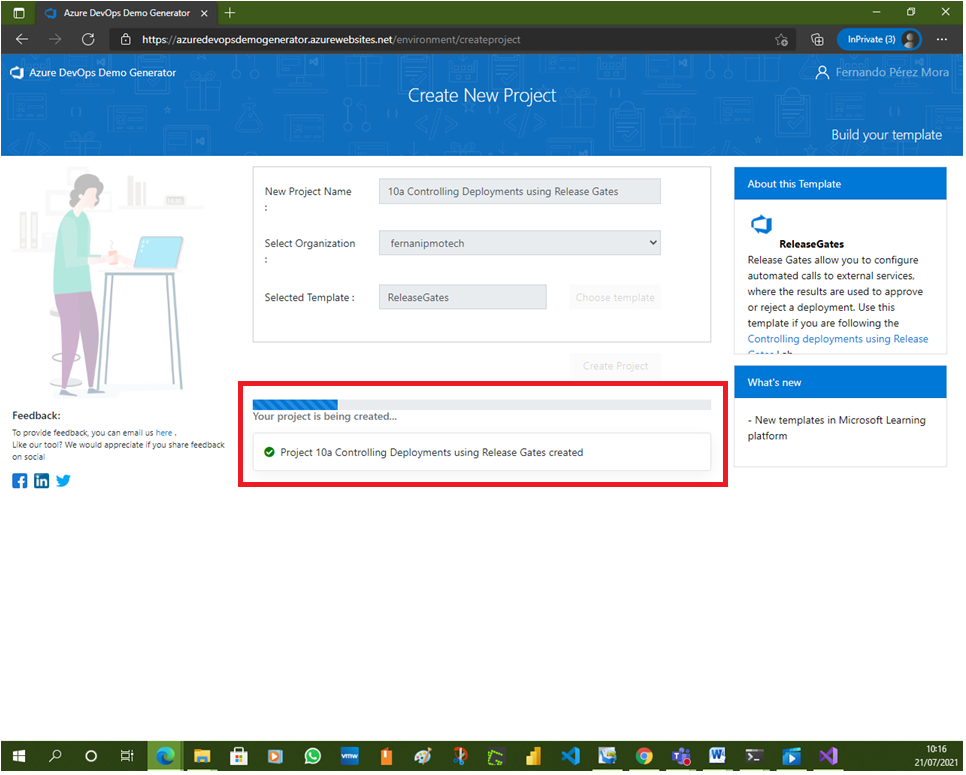 Azure DevOps Demo Generator
https://azuredevopsdemogenerator.azurewebsites.net/environment/createproject
InPrivate (3)
Azure DevOps Demo Generator
Fernando Pérez Mora
Create New Project
Build your template
New Project Name
:
10a Controlling Deployments using Release Gates
Select Organization
:
fernanipmotech
Selected Template :
ReleaseGates
Choose template
Create Project
Your project is being created...
Project 10a Controlling Deployments using Release Gates created
About this Template
ReleaseGates
Release Gates allow you to configure
automated calls to external services,
where the results are used to approve
or reject a deployment. Use this
template if you are following the
Controlling deployments using Release
Gates Lab
What's new
- New templates in Microsoft Learning
platform
Feedback:
To provide feedback, you can email us here .
Like our tool? We would appreciate if you share feedback
on social
vmw
10:16
21/07/2021